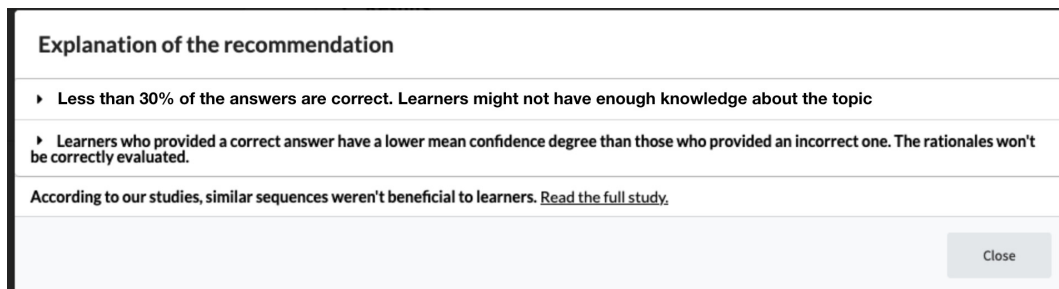 Explanation of the recommendation
Less than 30% of the answers are correct. Learners might not have enough knowledge about the topic
Learners who provided a correct answer have a lower mean confidence degree than those who provided an incorrect one. The rationales won't
be correctly evaluated.
According to our studies, similar sequences weren't beneficial to learners. Read the full study.
Close